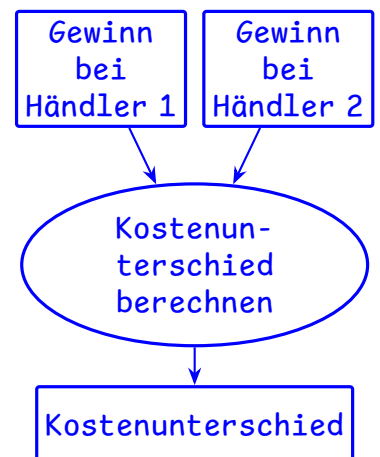 Gewinn
bei
Händler 1
Gewinn
bei
Händler 2
Kostenun-
terschied
berechnen
Kostenunterschied